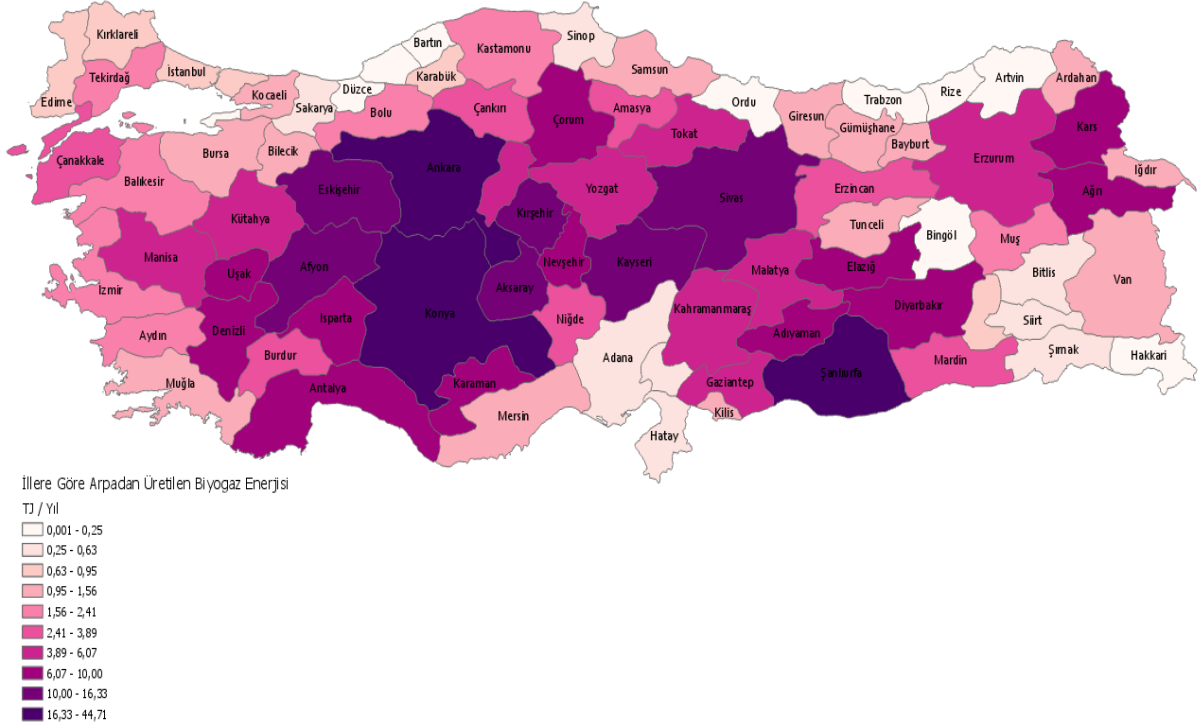 Kırklareli
Edirne
Tekirdağ
İstanbul
Kocaeli
Sakarya
Düzce
Bartın
Karabük
Kastamonu
Sinop
Samsun
Bolu
Çankırı
Çorum
Amasya
Tokat
Ordu
Giresun
Trabzon
Gümüşhane
Bayburt
Rize
Artvin
Ardahan
Kars
Iğdır
Ağrı
Erzurum
Çanakkale
Balıkesir
Bursa
Bilecik
Eskişehir
Ankara
Kütahya
Manisa
Uşak
Afyon
Kırşehir
Yozgat
Sivas
Erzincan
Tunceli
Bingöl
Muş
Bitlis
Van
İzmir
Aydın
Denizli
Isparta
Burdur
Muğla
Antalya
Konya
Aksaray
Nevşehir
Kayseri
Niğde
Karaman
Mersin
Adana
Hatay
Malatya
Elazığ
Kahramanmaraş
Adıyaman
Diyarbakır
Gaziantep
Kilis
Şanlıurfa
Mardin
Siirt
Şırnak
Hakkari
İllere Göre Arpadan Üretilen Biyogaz Enerjisi
TJ / Yıl
0,001 - 0,25
0,25 - 0,63
0,63 - 0,95
0,95 - 1,56
1,56 - 2,41
2,41 - 3,89
3,89 - 6,07
6,07 - 10,00
10,00 - 16,33
16,33 - 44,71